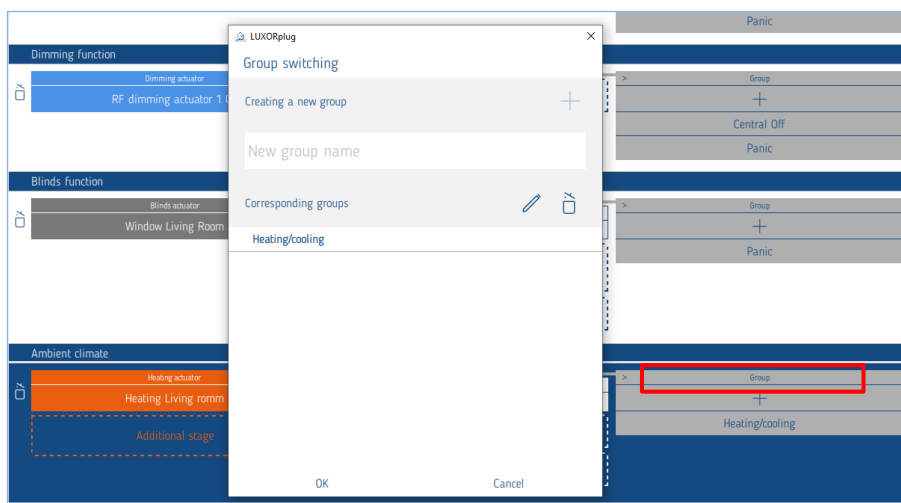 Panic
LUXORplug
Group switching
Creating a new group
New group name
Corresponding groups
Heating/cooling
OK
Cancel
Dimming function
Dimming actuator
RF dimming actuator 1
> Group
Central Off
Panic
Blinds function
Blinds actuator
Window Living Room
> Group
Panic
Ambient climate
Heating actuator
Heating Living romm
Additional stage
> Group
Heating/cooling